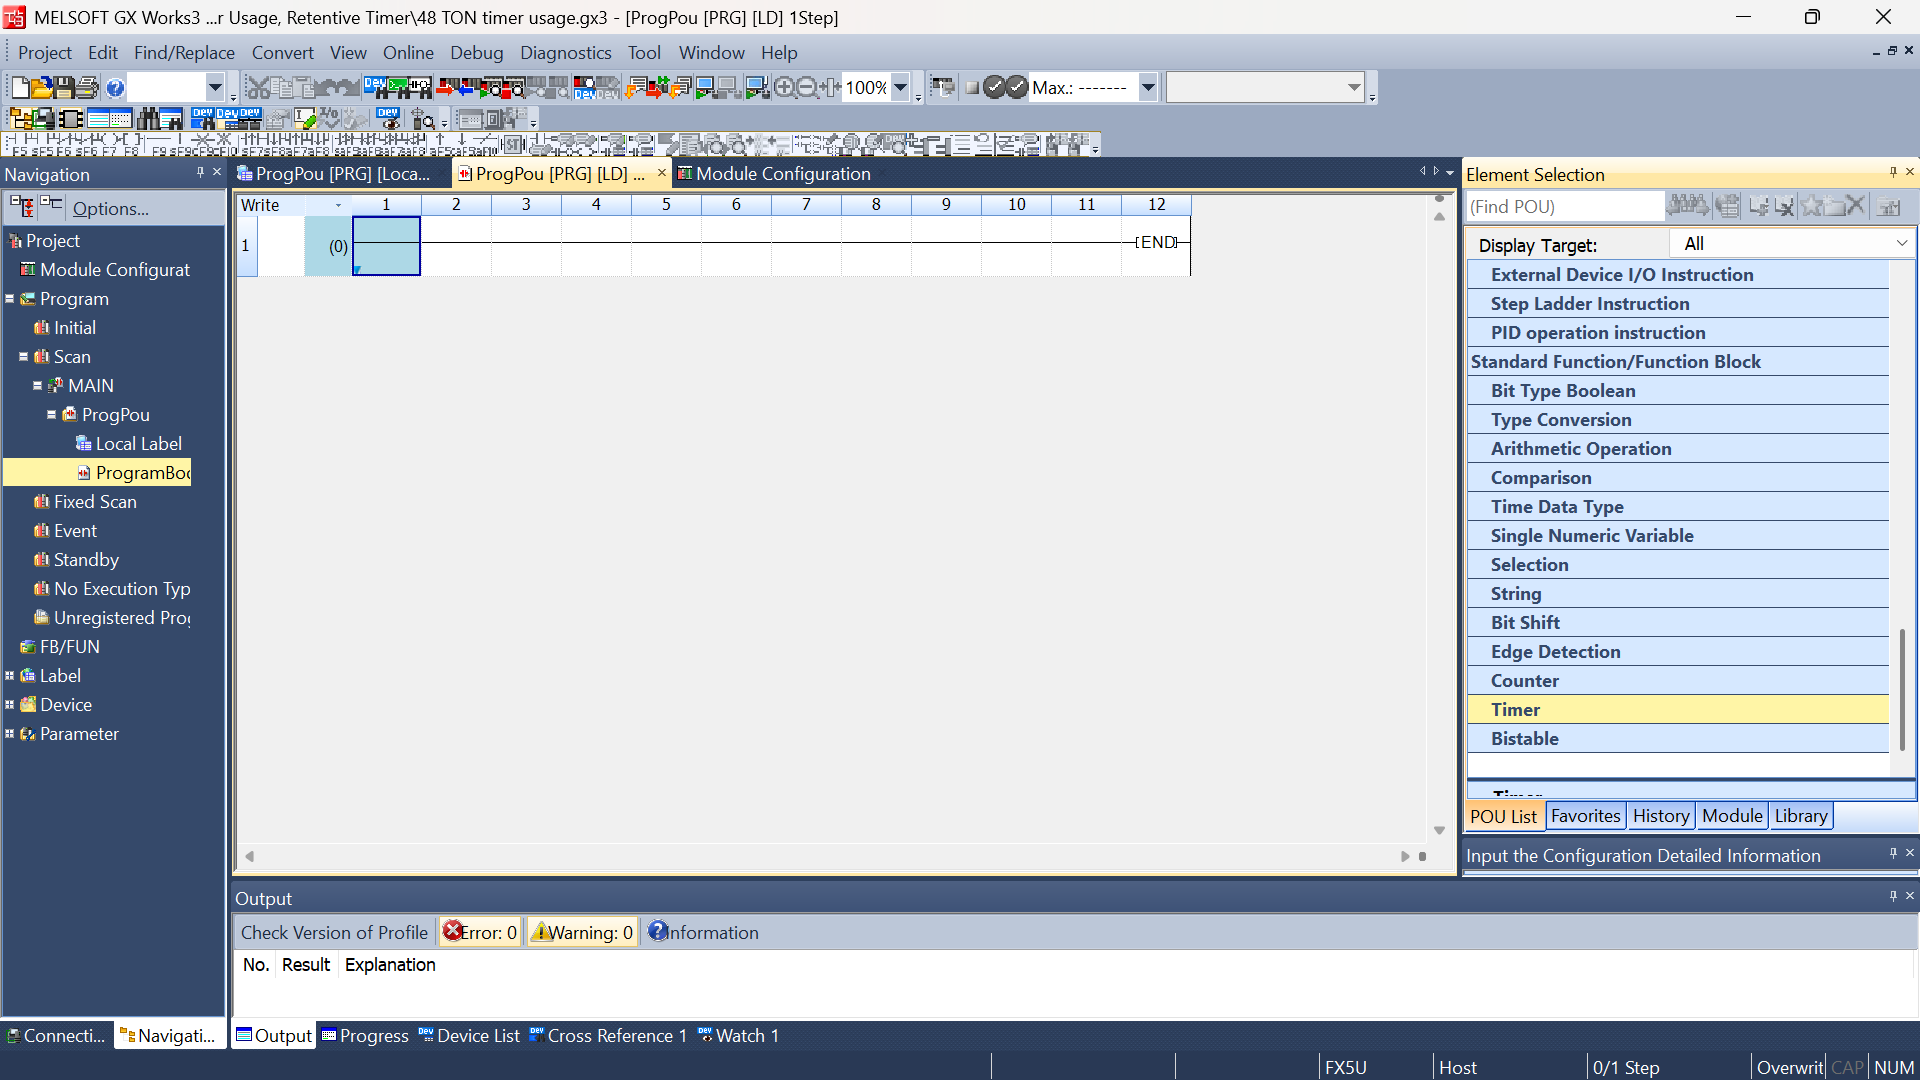 MELSOFT GX Works3 ...r Usage, Retentive Timer\48 TON timer usage.gx3 - [ProgPou [PRG] [LD] 1Step]
Project Edit Find/Replace Convert View Online Debug Diagnostics Tool Window Help
100% Max.: -------
Navigation
Options...
Project
Module Configurat
Program
Initial
Scan
MAIN
ProgPou
Local Label
ProgramBo
Fixed Scan
Event
Standby
No Execution Typ
Unregistered Prog
FB/FUN
Label
Device
Parameter
Connecti... Navigati...
ProgPou [PRG] [Loca... ProgPou [PRG] [LD] ... Module Configuration
Write 1 2 3 4 5 6 7 8 9 10 11 12
1 (0) [END]
Element Selection
(Find POU)
Display Target: All
External Device I/O Instruction
Step Ladder Instruction
PID operation instruction
Standard Function/Function Block
Bit Type Boolean
Type Conversion
Arithmetic Operation
Comparison
Time Data Type
Single Numeric Variable
Selection
String
Bit Shift
Edge Detection
Counter
Timer
Bistable
Timer
POU List Favorites History Module Library
Input the Configuration Detailed Information
Output
Check Version of Profile Error: 0 Warning: 0 Information
No. Result Explanation
Output Progress Device List Cross Reference 1 Watch 1
FX5U Host 0/1 Step Overwrit CAP NUM